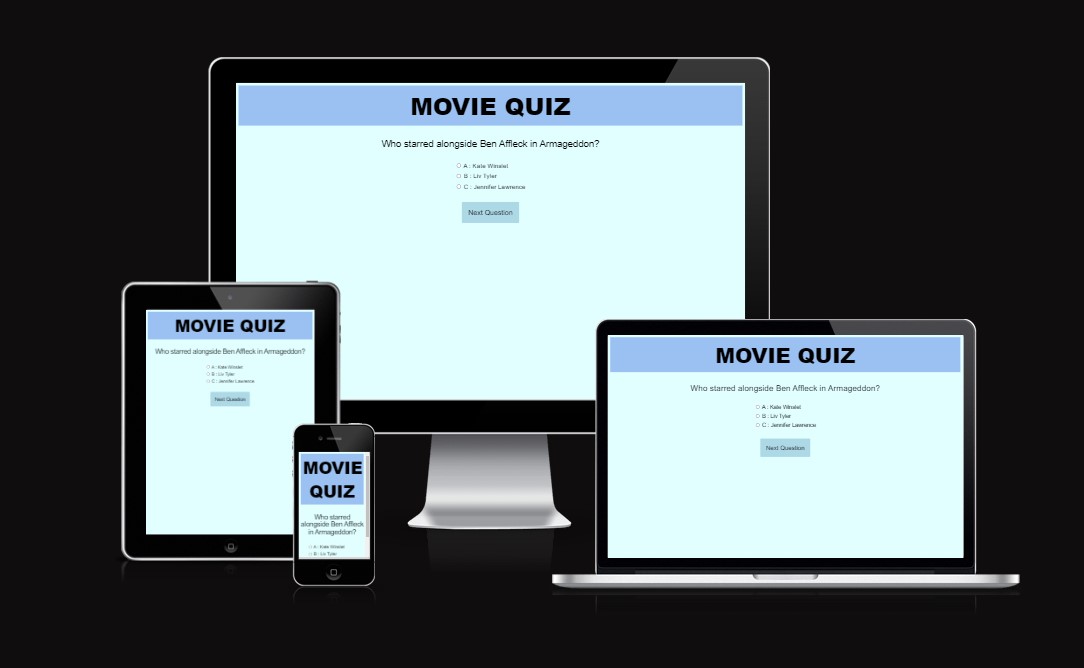 MOVIE QUIZ
Who starred alongside Ben Affleck in Armageddon?
A : Kate Winslet
B : Liv Tyler
C : Jennifer Lawrence
Next Question
MOVIE QUIZ
Who starred alongside Ben Affleck in Armageddon?
A : Kate Winslet
B : Liv Tyler
C : Jennifer Lawrence
Next Question
MOVIE
QUIZ
Who starred
alongside Ben Affleck
in Armageddon?
A : Kate Winslet
B : Liv Tyler
MOVIE QUIZ
Who starred alongside Ben Affleck in Armageddon?
A : Kate Winslet
B : Liv Tyler
C : Jennifer Lawrence
Next Question